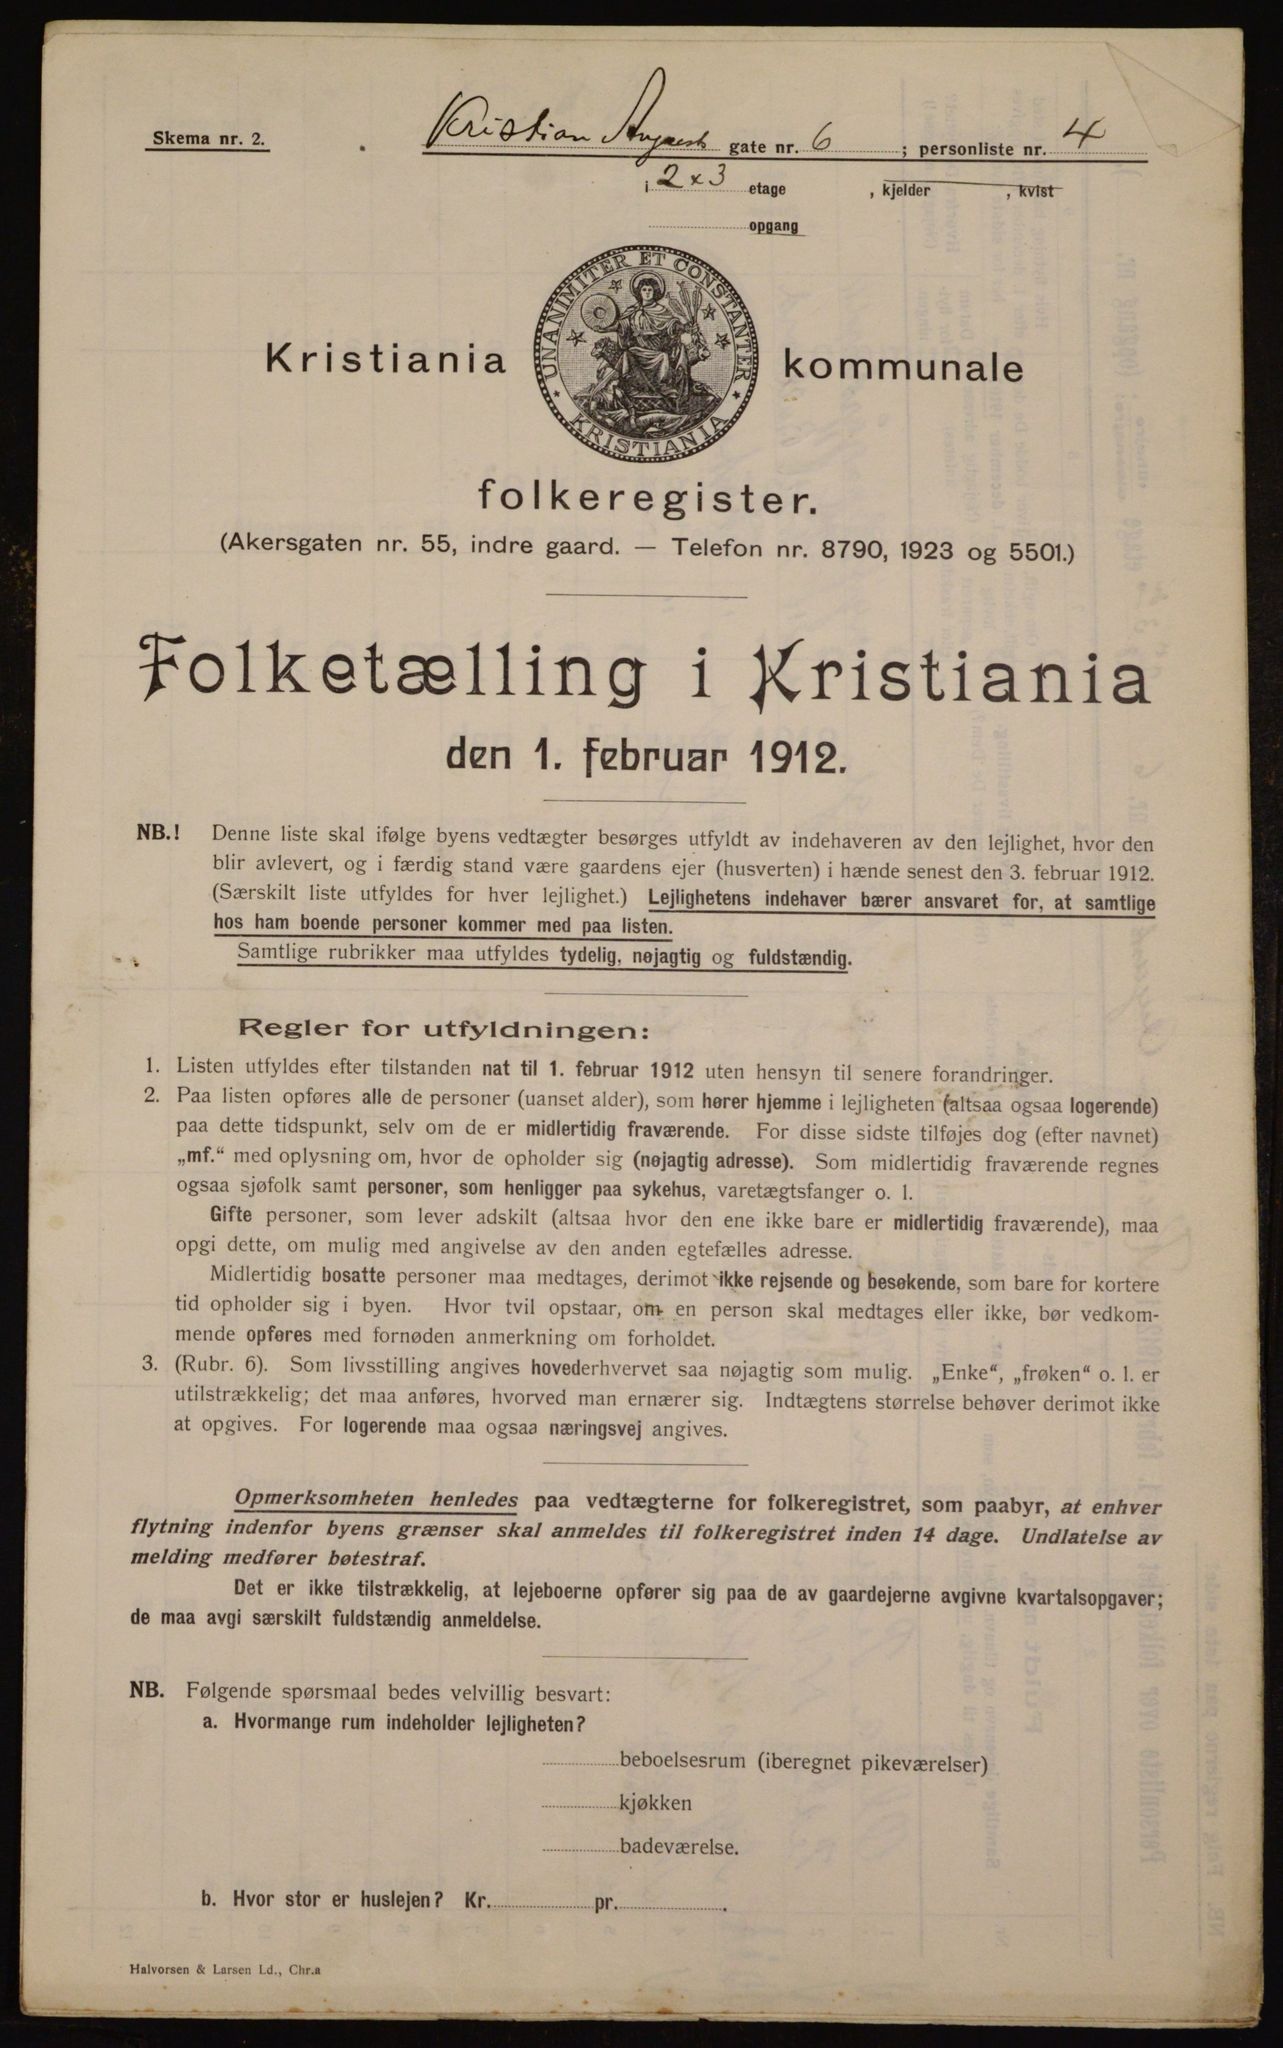 Skema nr. 2.
Kristian Augusts gate nr. 6 ; personliste nr. 4
i 2 x 3 etage , kjelder , kvist
opgang
UNANIMITER ET CONSTANTER
KRISTIANIA
Kristiania kommunale
folkeregister.
(Akersgaten nr. 55, indre gaard. — Telefon nr. 8790, 1923 og 5501.)
Folketælling i Kristiania
den 1. februar 1912.
NB.! Denne liste skal ifølge byens vedtægter besørges utfyldt av indehaveren av den lejlighet, hvor den
blir avlevert, og i færdig stand være gaardens ejer (husverten) i hænde senest den 3. februar 1912.
(Særskilt liste utfyldes for hver lejlighet.) Lejlighetens indehaver bærer ansvaret for, at samtlige
hos ham boende personer kommer med paa listen.
Samtlige rubrikker maa utfyldes tydelig, nøjagtig og fuldstændig.
Regler for utfyldningen:
1. Listen utfyldes efter tilstanden nat til 1. februar 1912 uten hensyn til senere forandringer.
2. Paa listen opføres alle de personer (uanset alder), som hører hjemme i lejligheten (altsaa ogsaa logerende)
paa dette tidspunkt, selv om de er midlertidig fraværende. For disse sidste tilføjes dog (efter navnet)
„mf.“ med oplysning om, hvor de opholder sig (nøjagtig adresse). Som midlertidig fraværende regnes
ogsaa sjøfolk samt personer, som henligger paa sykehus, varetægtsfanger o. l.
Gifte personer, som lever adskilt (altsaa hvor den ene ikke bare er midlertidig fraværende), maa
opgi dette, om mulig med angivelse av den anden egtefælles adresse.
Midlertidig bosatte personer maa medtages, derimot ikke rejsende og besøkende, som bare for kortere
tid opholder sig i byen. Hvor tvil opstaar, om en person skal medtages eller ikke, bør vedkom-
mende opføres med fornøden anmerkning om forholdet.
3. (Rubr. 6). Som livsstilling angives hovederhvervet saa nøjagtig som mulig. „Enke“, „frøken“ o. l. er
utilstrækkelig; det maa anføres, hvorved man ernærer sig. Indtægtens størrelse behøver derimot ikke
at opgives. For logerende maa ogsaa næringsvej angives.
Opmerksomheten henledes paa vedtægterne for folkeregistret, som paabyr, at enhver
flytning indenfor byens grænser skal anmeldes til folkeregistret inden 14 dage. Undlatelse av
melding medfører bøtestraf.
Det er ikke tilstrækkelig, at lejeboerne opfører sig paa de av gaardejerne avgivne kvartalsopgaver;
de maa avgi særskilt fuldstændig anmeldelse.
NB. Følgende spørsmaal bedes velvillig besvart:
a. Hvormange rum indeholder lejligheten?
beboelsesrum (iberegnet pikeværelser)
kjøkken
badeværelse.
b. Hvor stor er huslejen? Kr. pr. .
Halvorsen & Larsen Ld., Chr.a